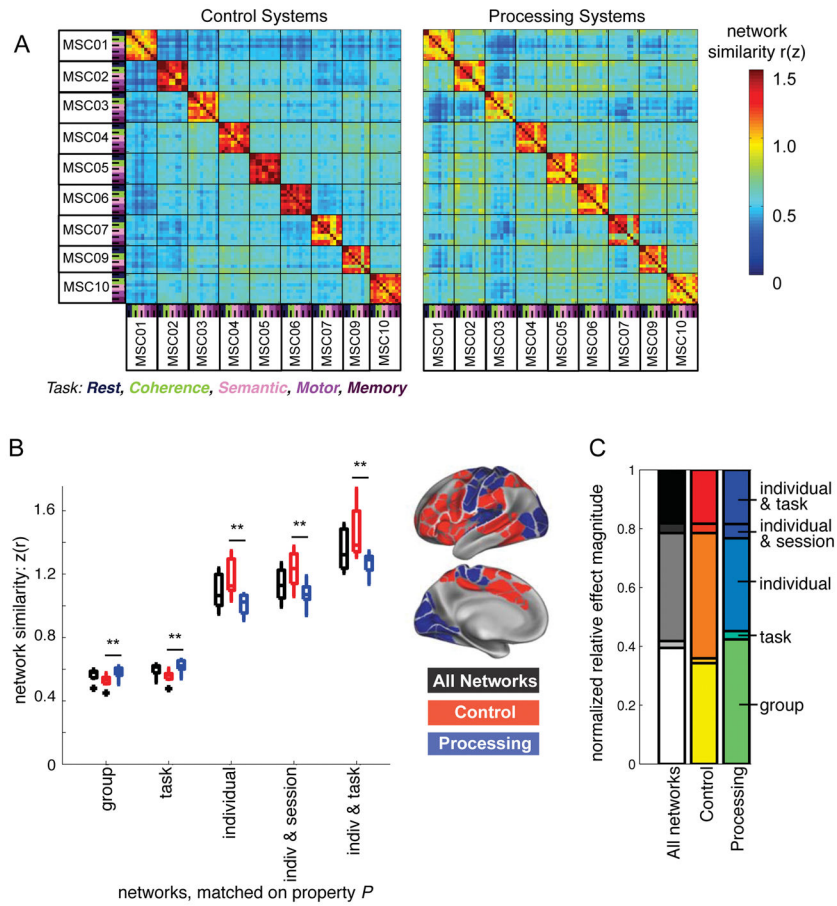 Control Systems
Processing Systems
A
network
similarity r(z)
MSC01
MSC02
MSC03
MSC04
MSC05
MSC06
MSC07
MSC09
MSC10
1.5
1.0
0.5
0
MSC01
MSC02
MSC03
MSC04
MSC05
MSC06
MSC07
MSC09
MSC10
MSC01
MSC02
MSC03
MSC04
MSC05
MSC06
MSC07
MSC09
MSC10
Task: Rest, Coherence, Semantic, Motor, Memory
B
network similarity: z(r)
1.6
1.2
0.8
0.4
0
**
**
**
**
**
group
task
individual
indiv & session
indiv & task
networks, matched on property P
All Networks
Control
Processing
C
normalized relative effect magnitude
1
0.8
0.6
0.4
0.2
0
All networks
Control
Processing
individual
& task
individual
& session
individual
task
group